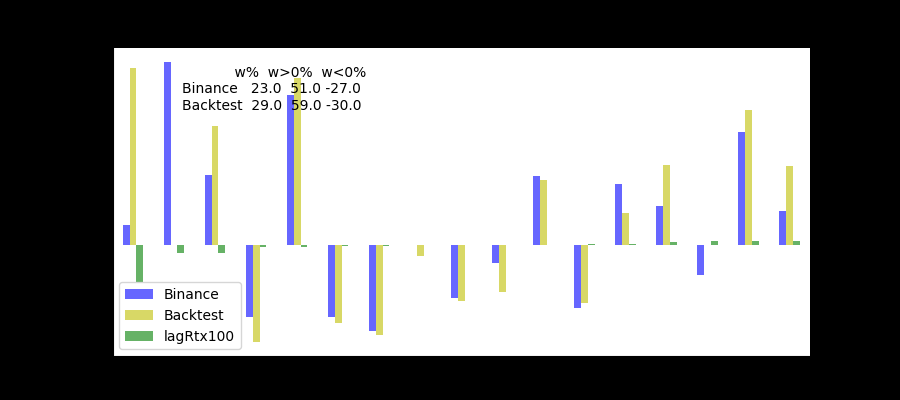 w%  w>0%  w<0%
Binance   23.0  51.0 -27.0
Backtest  29.0  59.0 -30.0
Binance
Backtest
lagRtx100